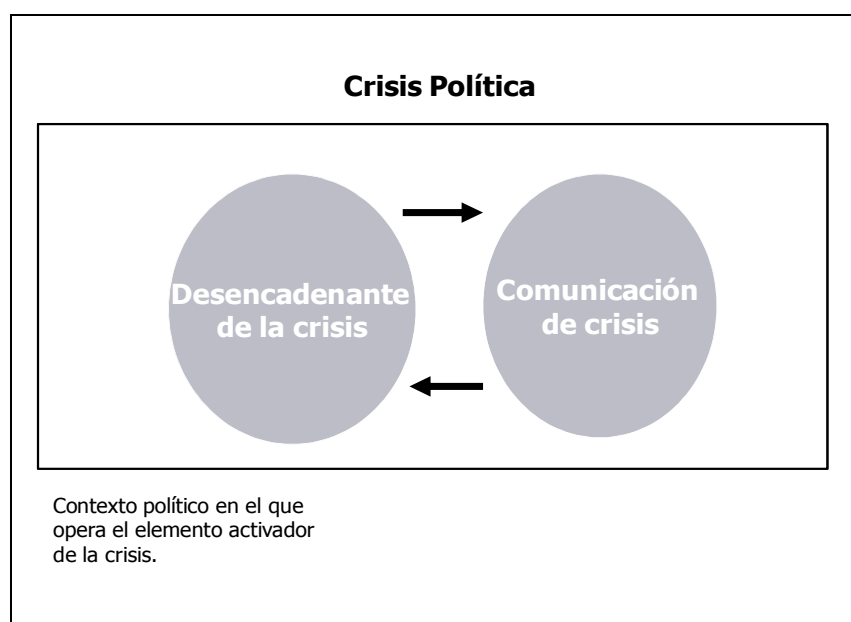 Crisis Política
Desencadenante
de la crisis
Comunicación
de crisis
Contexto político en el que
opera el elemento activador
de la crisis.